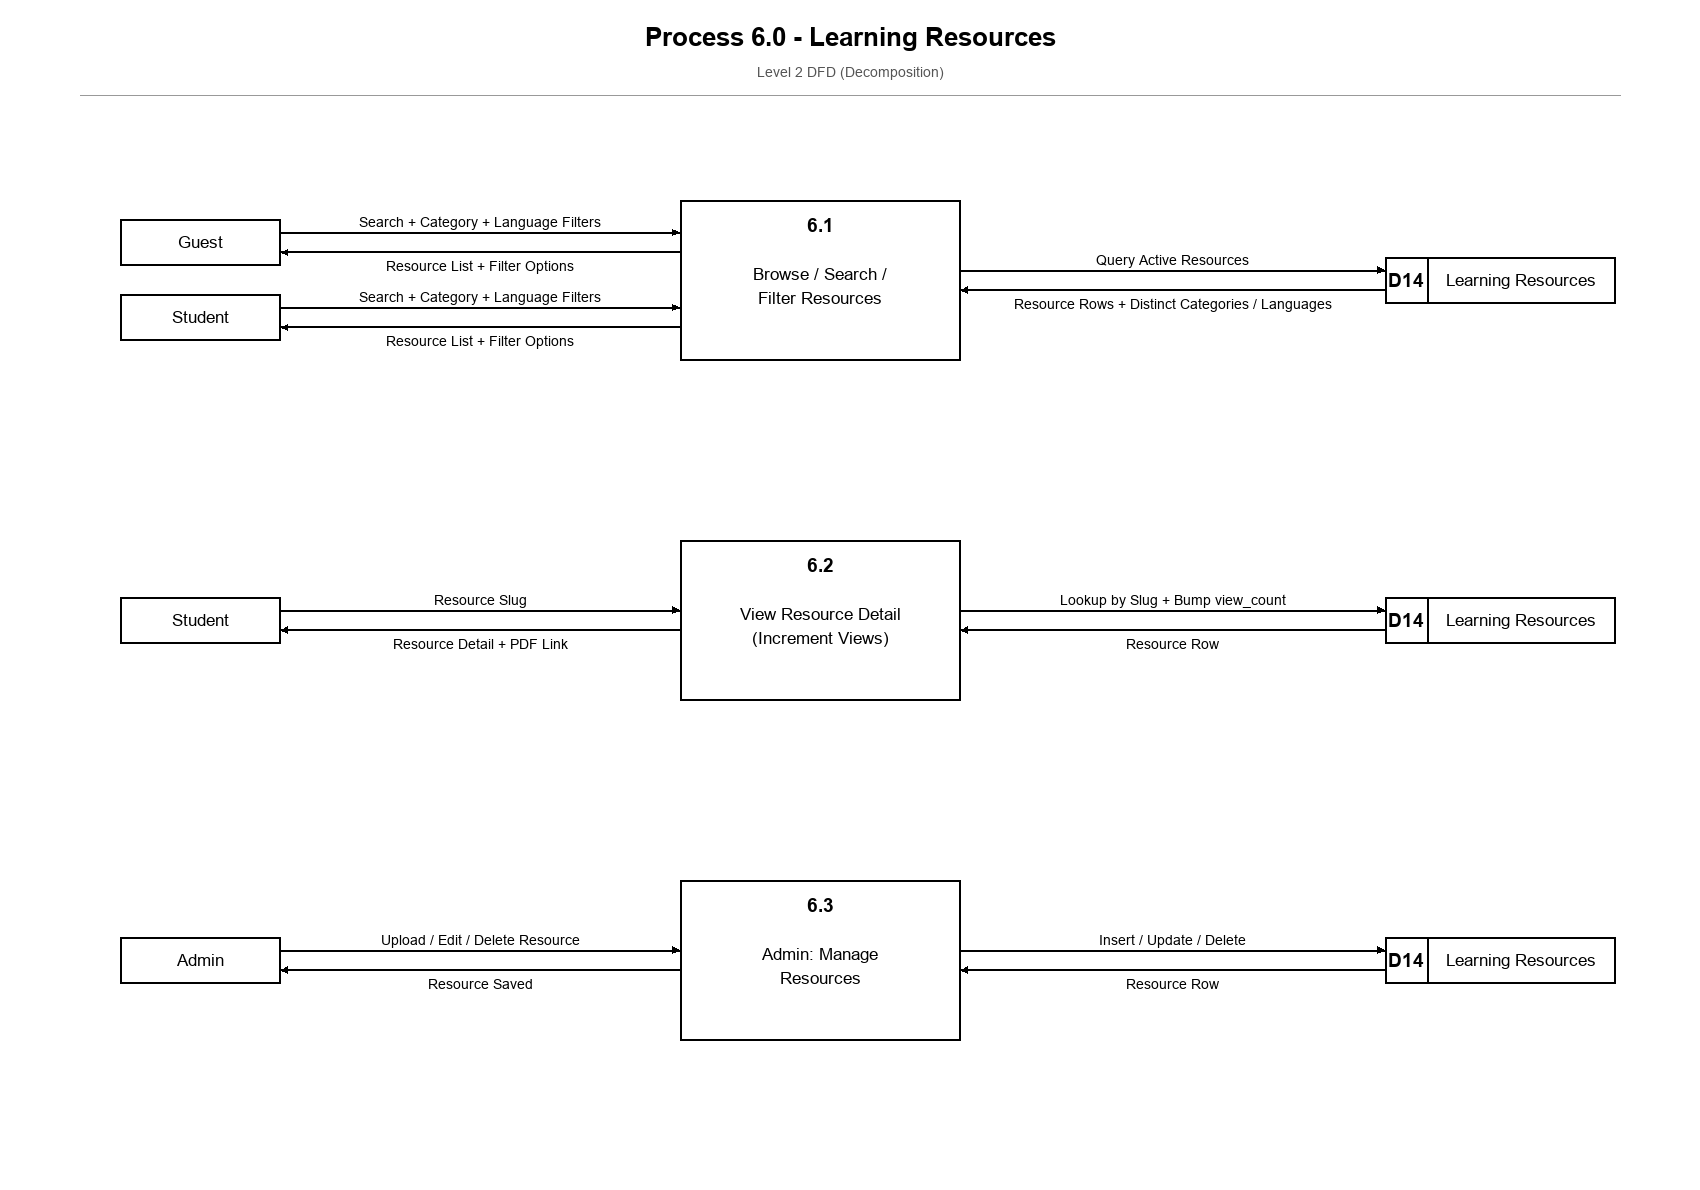 Process 6.0 - Learning Resources
Level 2 DFD (Decomposition)
Guest
Search + Category + Language Filters
Resource List + Filter Options
Student
Search + Category + Language Filters
Resource List + Filter Options
6.1
Browse / Search /
Filter Resources
Query Active Resources
Resource Rows + Distinct Categories / Languages
D14
Learning Resources
Student
Resource Slug
Resource Detail + PDF Link
6.2
View Resource Detail
(Increment Views)
Lookup by Slug + Bump view_count
Resource Row
D14
Learning Resources
Admin
Upload / Edit / Delete Resource
Resource Saved
6.3
Admin: Manage
Resources
Insert / Update / Delete
Resource Row
D14
Learning Resources